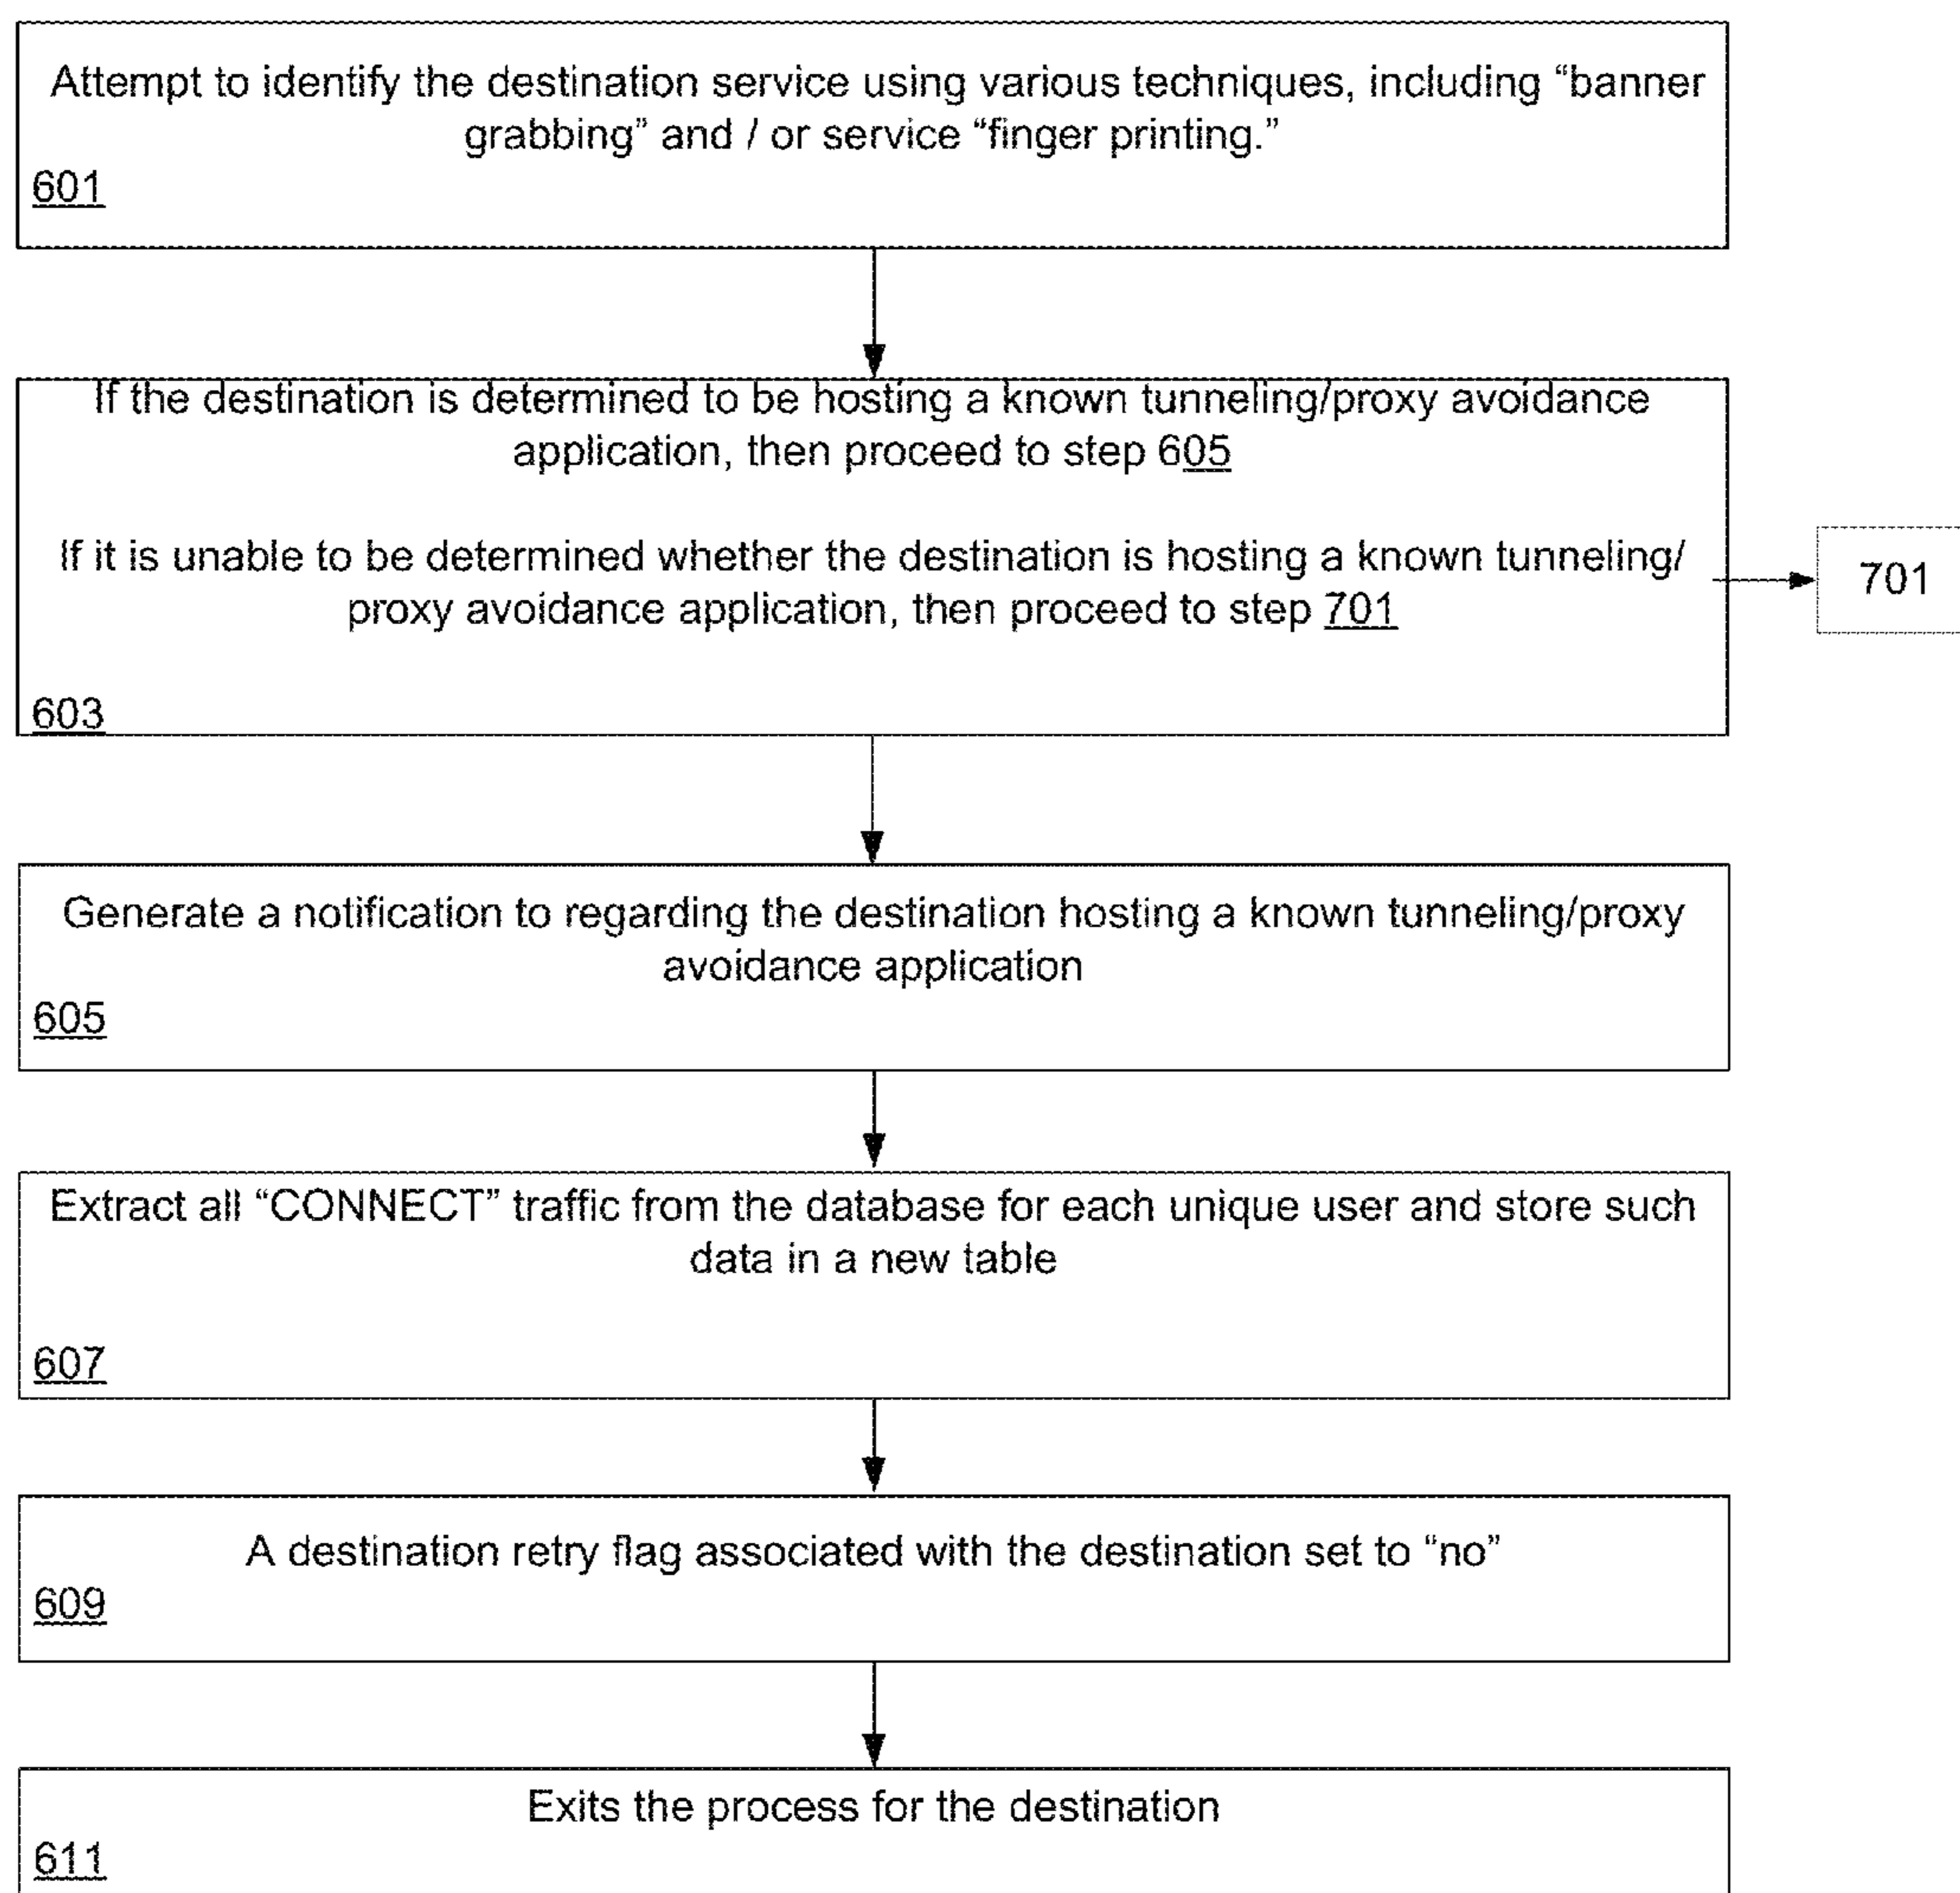 Attempt to identify the destination service using various techniques, including “banner
grabbing” and / or service “finger printing.”
601
If the destination is determined to be hosting a known tunneling/proxy avoidance
application, then proceed to step 605
If it is unable to be determined whether the destination is hosting a known tunneling/
proxy avoidance application, then proceed to step 701
701
603
Generate a notification to regarding the destination hosting a known tunneling/proxy
avoidance application
605
Extract all “CONNECT” traffic from the database for each unique user and store such
data in a new table
607
A destination retry flag associated with the destination set to “no”
609
Exits the process for the destination
611